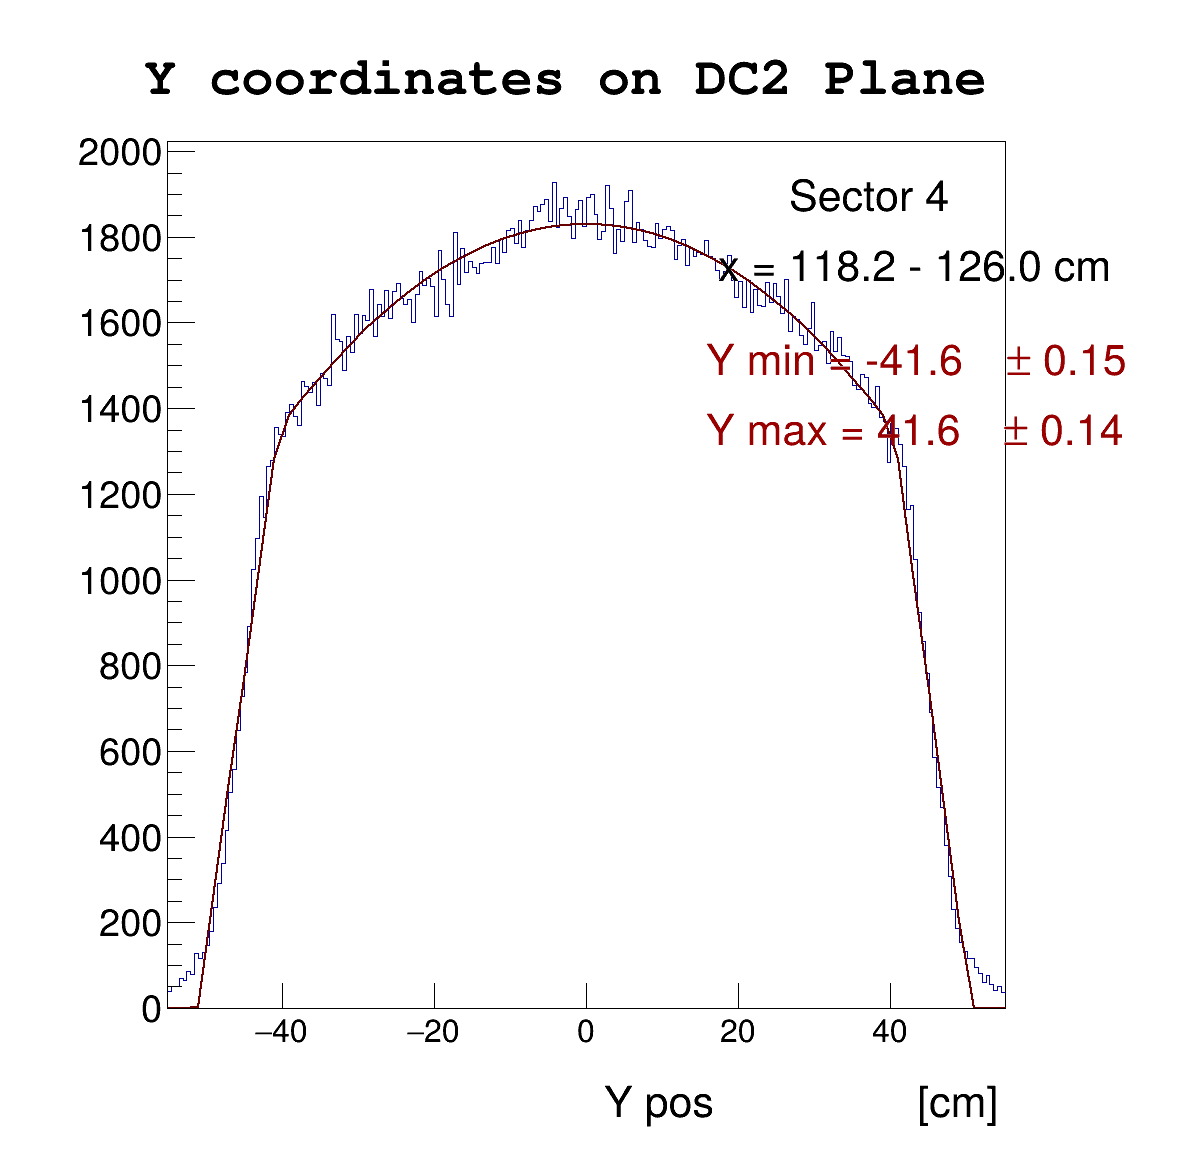 Y coordinates on DC2 Plane
2000
Sector 4
1800
x = 118.2 - 126.0 cm
1600
Y min = -41.6 ± 0.15
1400
Y max = 41.6 ± 0.14
1200
1000
800
600
400
200
0
−40 −20 0 20 40
Y pos [cm]